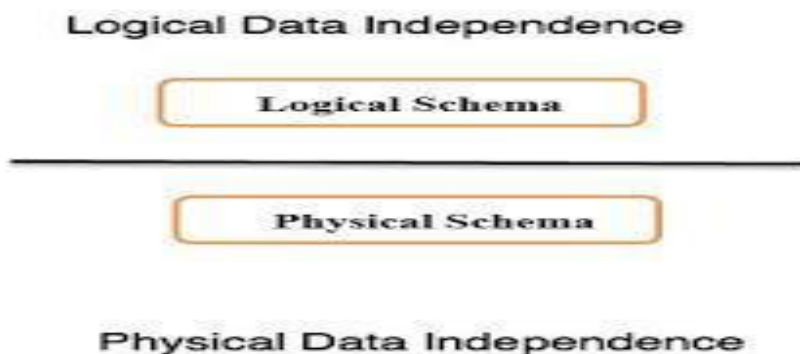 Logical Data Independence
Logical Schema
Physical Schema
Physical Data Independence